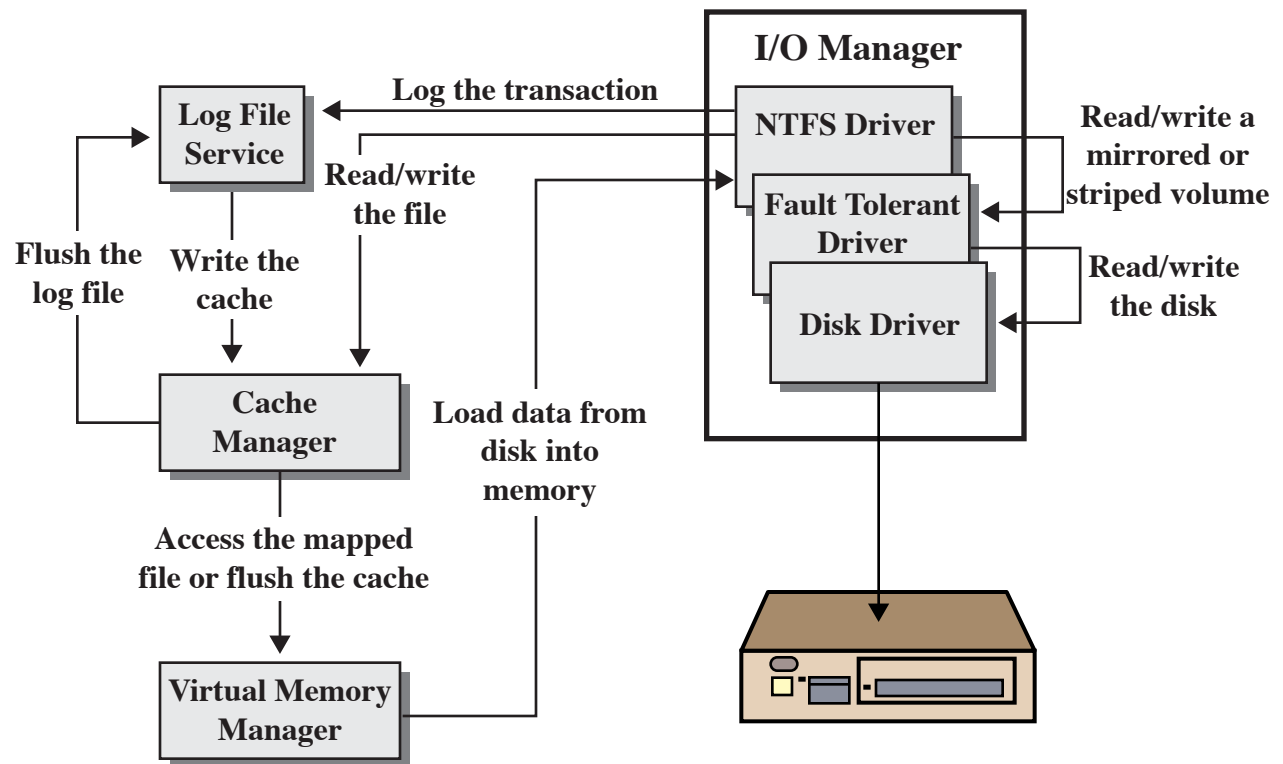 I/O Manager
Log the transaction
Log File
Service
NTFS Driver
Read/write a
mirrored or
striped volume
Read/write
the file
Fault Tolerant
Driver
Flush the
log file
Write the
cache
Read/write
the disk
Disk Driver
Cache
Manager
Load data from
disk into
memory
Access the mapped
file or flush the cache
Virtual Memory
Manager